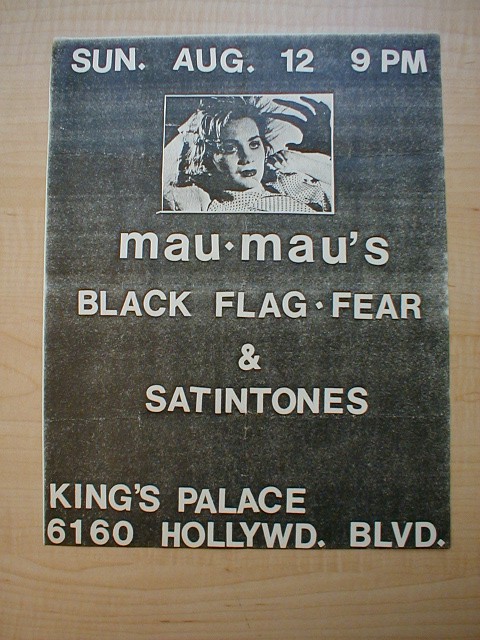 SUN. AUG. 12 9 PM
mau·mau's
BLACK FLAG · FEAR
&
SATINTONES
KING'S PALACE
6160 HOLLYWD. BLVD.